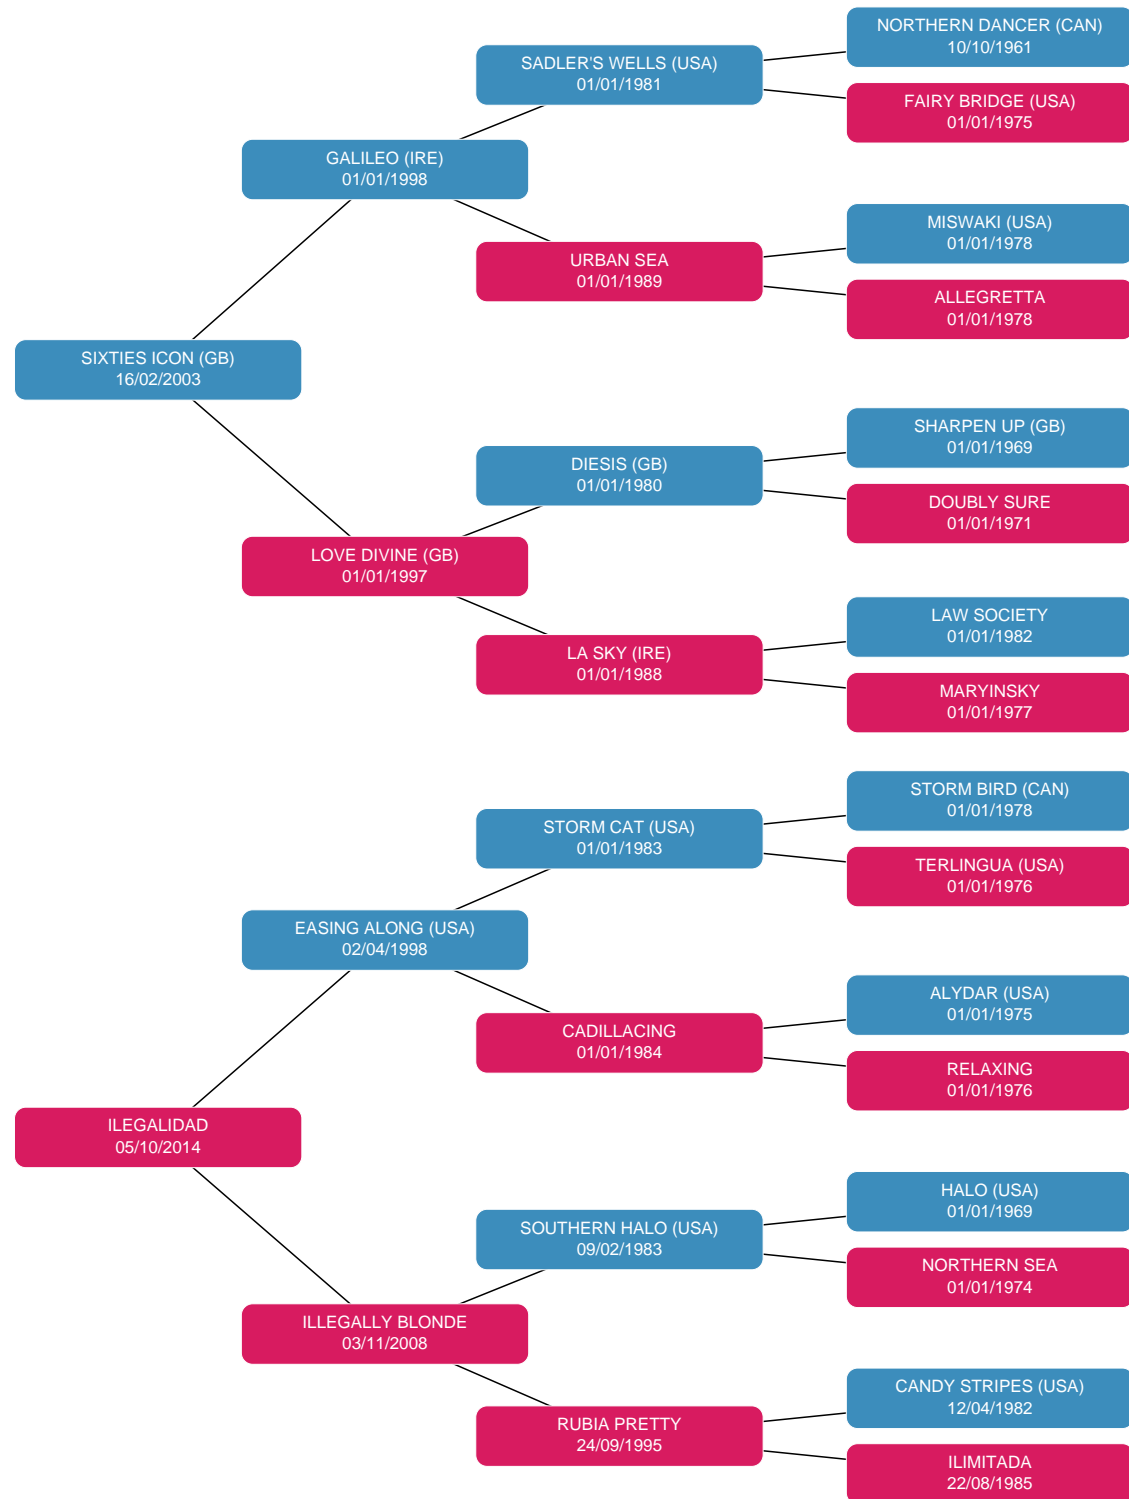 NORTHERN DANCER (CAN)
10/10/1961
SADLER'S WELLS (USA)
01/01/1981
FAIRY BRIDGE (USA)
01/01/1975
GALILEO (IRE)
01/01/1998
MISWAKI (USA)
01/01/1978
URBAN SEA
01/01/1989
ALLEGRETTA
01/01/1978
SIXTIES ICON (GB)
16/02/2003
SHARPEN UP (GB)
01/01/1969
DIESIS (GB)
01/01/1980
DOUBLY SURE
01/01/1971
LOVE DIVINE (GB)
01/01/1997
LAW SOCIETY
01/01/1982
LA SKY (IRE)
01/01/1988
MARYINSKY
01/01/1977
STORM BIRD (CAN)
01/01/1978
STORM CAT (USA)
01/01/1983
TERLINGUA (USA)
01/01/1976
EASING ALONG (USA)
02/04/1998
ALYDAR (USA)
01/01/1975
CADILLACING
01/01/1984
RELAXING
01/01/1976
ILEGALIDAD
05/10/2014
HALO (USA)
01/01/1969
SOUTHERN HALO (USA)
09/02/1983
NORTHERN SEA
01/01/1974
ILLEGALLY BLONDE
03/11/2008
CANDY STRIPES (USA)
12/04/1982
RUBIA PRETTY
24/09/1995
ILIMITADA
22/08/1985